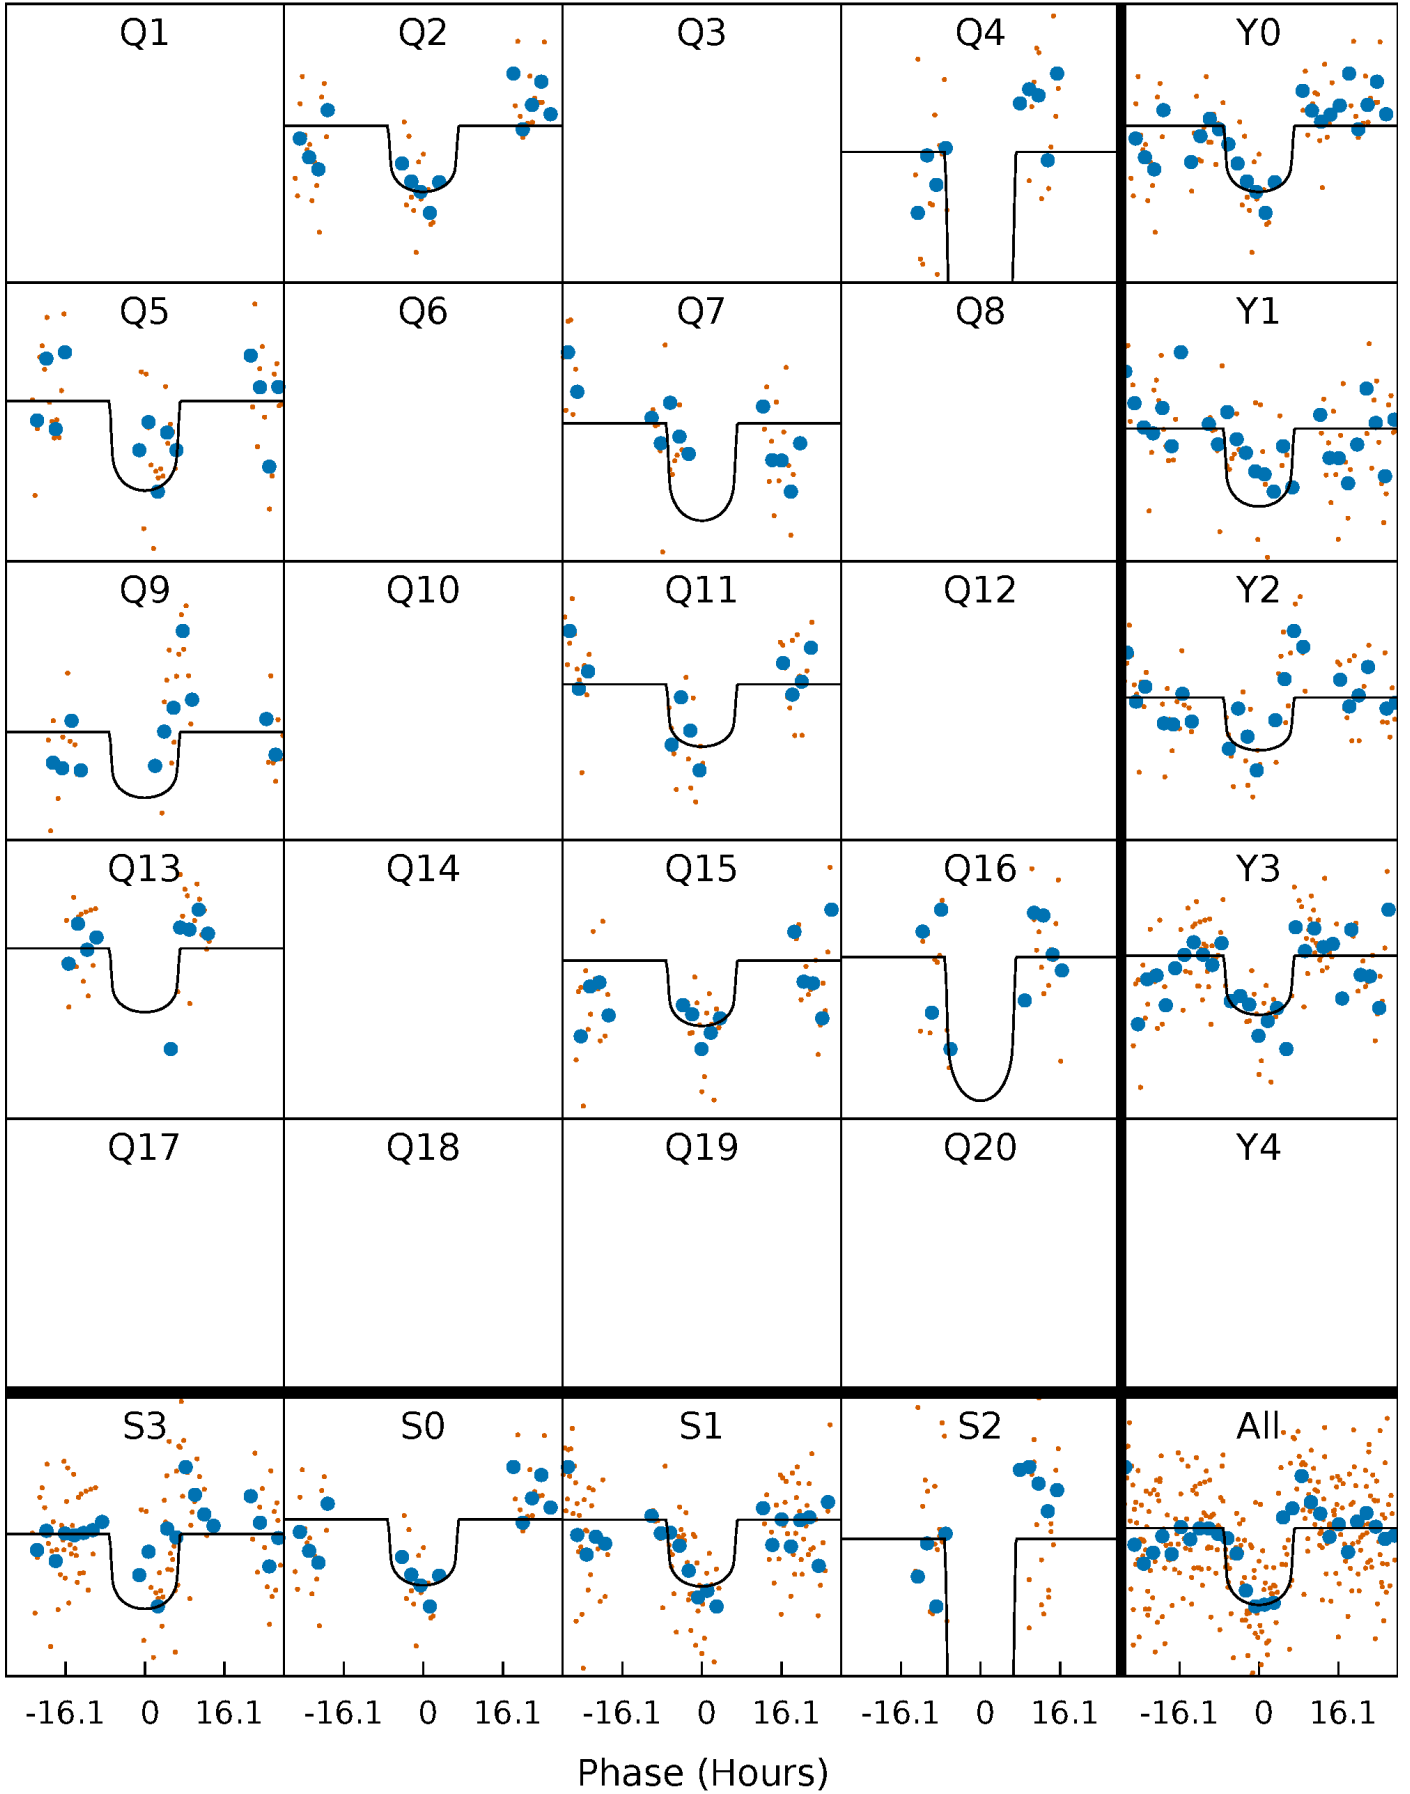 Q1 Q2 Q3 Q4 Y0
Q5 Q6 Q7 Q8 Y1
Q9 Q10 Q11 Q12 Y2
Q13 Q14 Q15 Q16 Y3
Q17 Q18 Q19 Q20 Y4
S3 S0 S1 S2 All
-16.1 0 16.1 -16.1 0 16.1 -16.1 0 16.1 -16.1 0 16.1 -16.1 0 16.1
Phase (Hours)